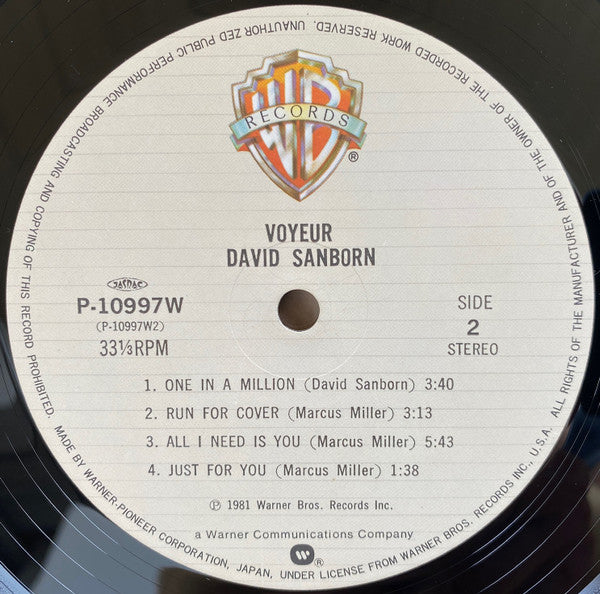 WB
RECORDS
®
VOYEUR
DAVID SANBORN
JASRAC
P-10997W
(P-10997W2)
33⅓RPM
SIDE
2
STEREO
1. ONE IN A MILLION (David Sanborn) 3:40
2. RUN FOR COVER (Marcus Miller) 3:13
3. ALL I NEED IS YOU (Marcus Miller) 5:43
4. JUST FOR YOU (Marcus Miller) 1:38
Ⓟ 1981 Warner Bros. Records Inc.
a Warner Communications Company
®
MADE BY WARNER-PIONEER CORPORATION, JAPAN, UNDER LICENSE FROM WARNER BROS. RECORDS INC., U.S.A. ALL RIGHTS OF THE MANUFACTURER AND OF THE OWNER OF THE RECORDED WORK RESERVED. UNAUTHORIZED PUBLIC PERFORMANCE BROADCASTING AND COPYING OF THIS RECORD PROHIBITED.